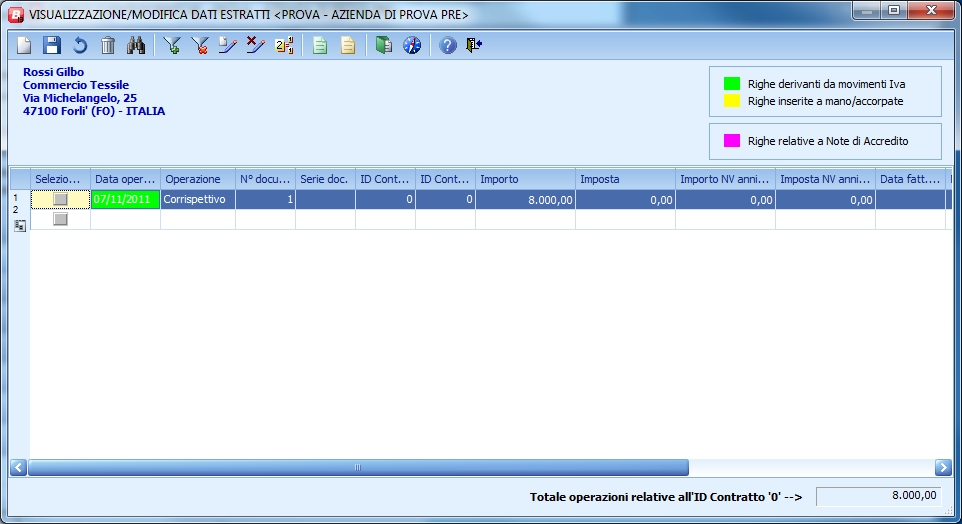 VISUALIZZAZIONE/MODIFICA DATI ESTRATTI <PROVA - AZIENDA DI PROVA PRE>
Rossi Gilbo
Commercio Tessile
Via Michelangelo, 25
47100 Forli' (FO) - ITALIA
Righe derivanti da movimenti Iva
Righe inserite a mano/accorpate
Righe relative a Note di Accredito
Selezio... Data oper... Operazione N° docu... Serie doc. ID Cont... ID Cont... Importo Imposta Importo NV anni... Imposta NV anni... Data fatt....
1 07/11/2011 Corrispettivo 1 0 0 8.000,00 0,00 0,00 0,00
2
Totale operazioni relative all'ID Contratto '0' --> 8.000,00